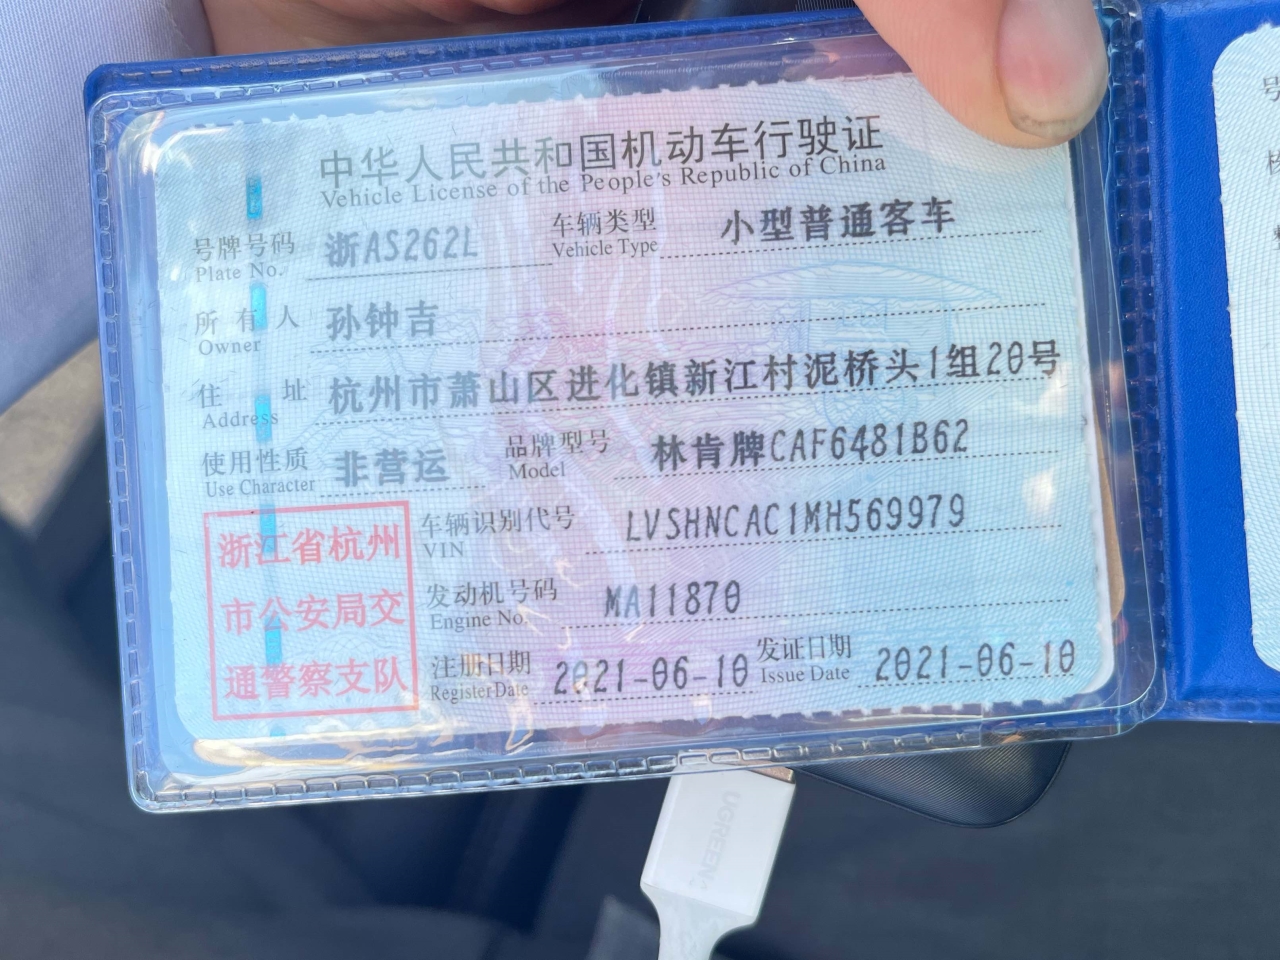 中华人民共和国机动车行驶证
Vehicle License of the People's Republic of China
号牌号码 浙AS262L 车辆类型 小型普通客车
Plate No. Vehicle Type
所有人 孙钟吉
Owner
住址 杭州市萧山区进化镇新江村泥桥头1组20号
Address
使用性质 非营运 品牌型号 林肯牌CAF6481B62
Use Character Model
浙江省杭州
市公安局交
通警察支队
车辆识别代号 LVSHNCAC1MH569979
VIN
发动机号码 MA11870
Engine No.
注册日期 2021-06-10 发证日期 2021-06-10
Register Date Issue Date
号
UGREEN